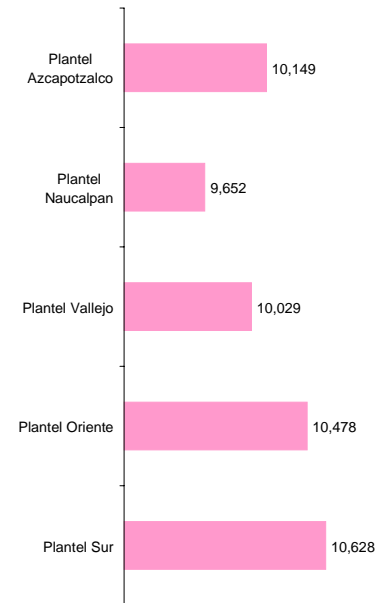 Plantel
Azcapotzalco
10,149
Plantel
Naucalpan
9,652
Plantel Vallejo
10,029
Plantel Oriente
10,478
Plantel Sur
10,628